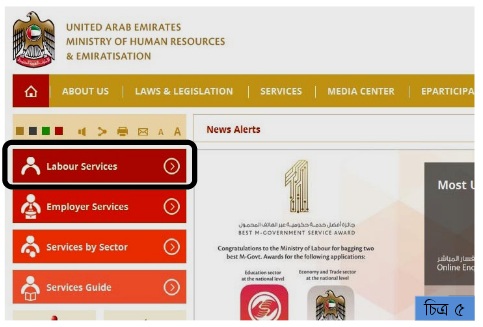 UNITED ARAB EMIRATES
MINISTRY OF HUMAN RESOURCES
& EMIRATISATION
ABOUT US
LAWS & LEGISLATION
SERVICES
MEDIA CENTER
EPARTICIPA
A A
News Alerts
Labour Services
Employer Services
Services by Sector
Services Guide
جائزة أفضل خدمة حكومية عبر الهاتف المحمول
BEST M-GOVERNMENT SERVICE AWARD
Congratulations to the Ministry of Labour for bagging two
best M-Govt. Awards for the following applications:
Education sector
at the national level
Economy and Trade sector
at the national level
Most U
Online Enq
চিত্র ৫